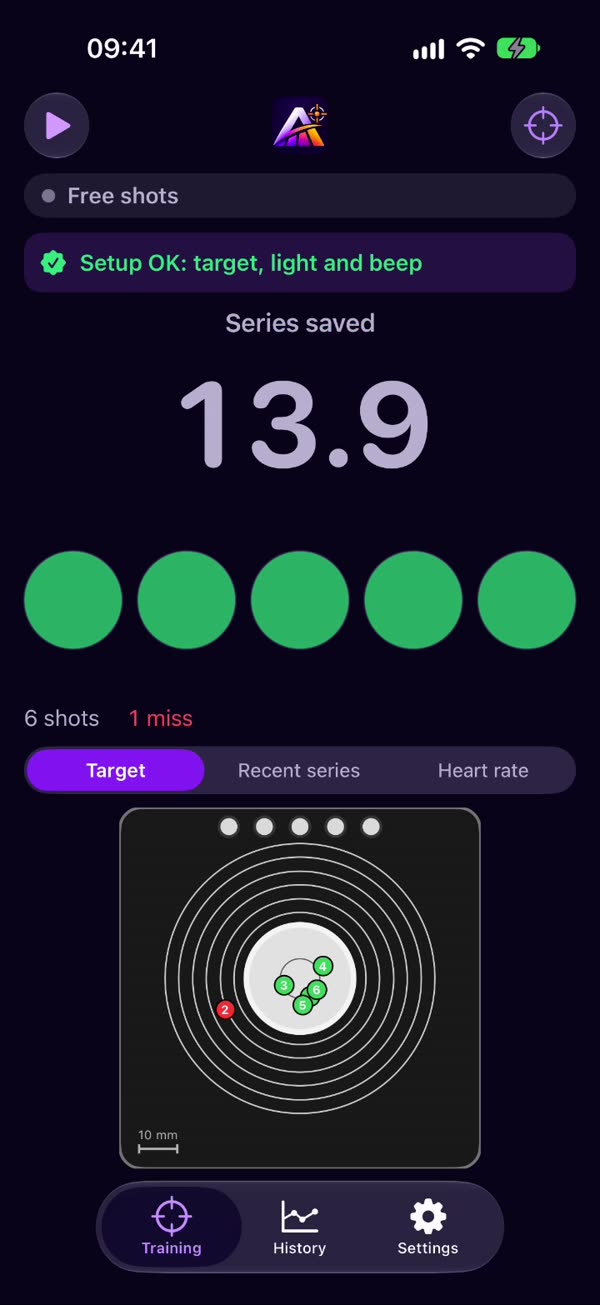 09:41
Free shots
Setup OK: target, light and beep
Series saved
13.9
6 shots 1 miss
Target Recent series Heart rate
4
3
6
5
2
10 mm
Training History Settings